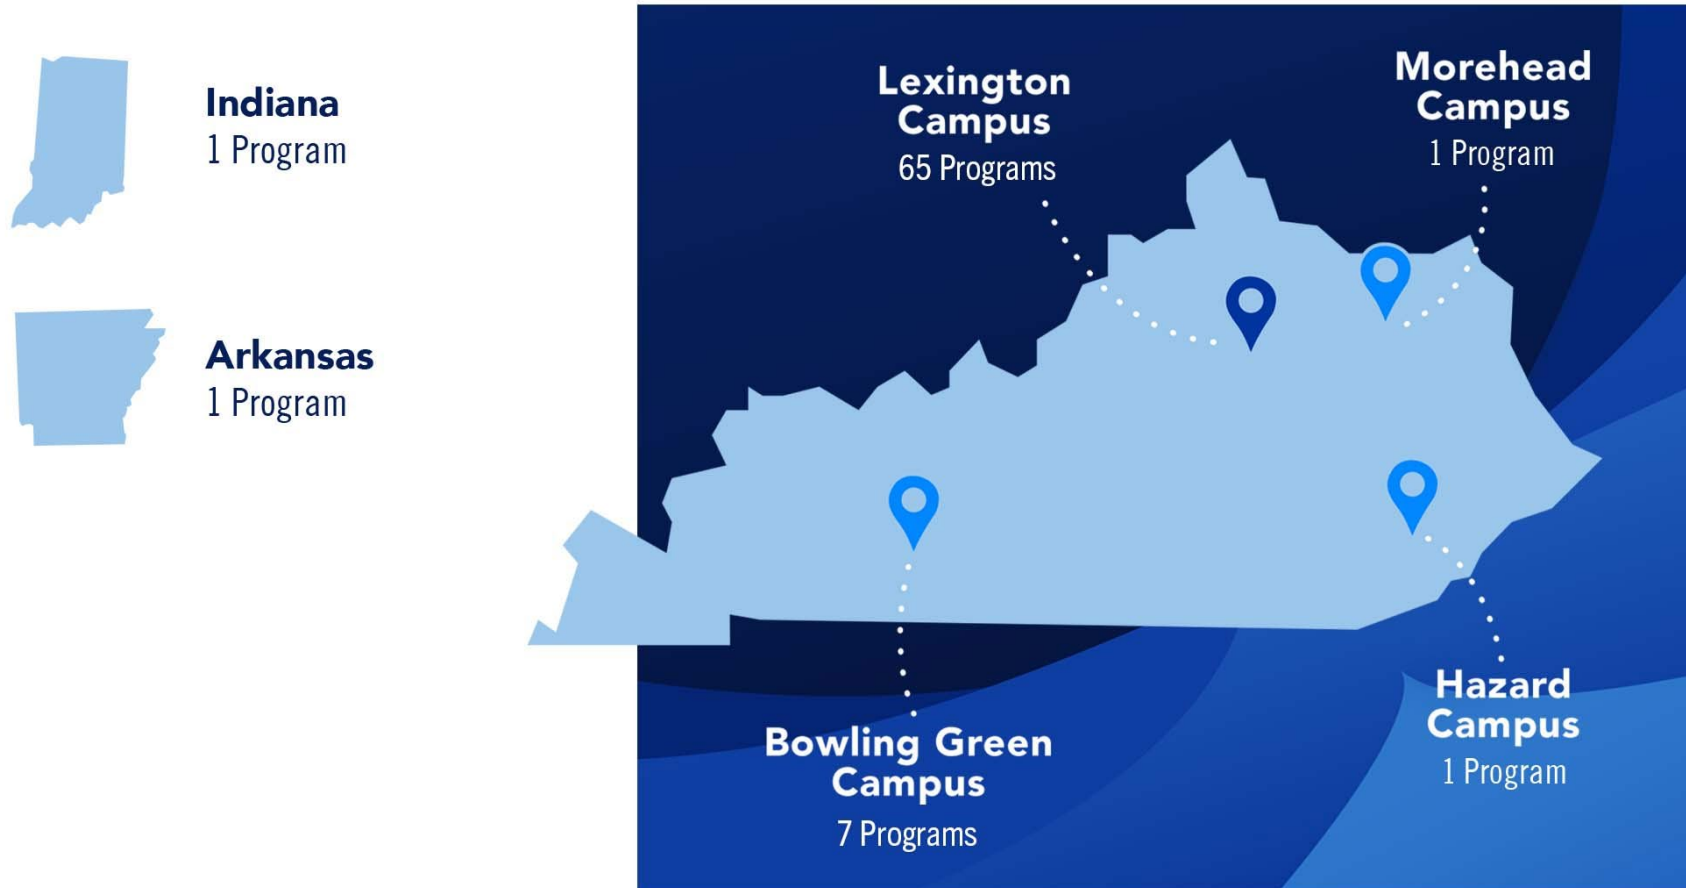 Indiana
1 Program
Arkansas
1 Program
Lexington
Campus
65 Programs
Morehead
Campus
1 Program
Bowling Green
Campus
7 Programs
Hazard
Campus
1 Program